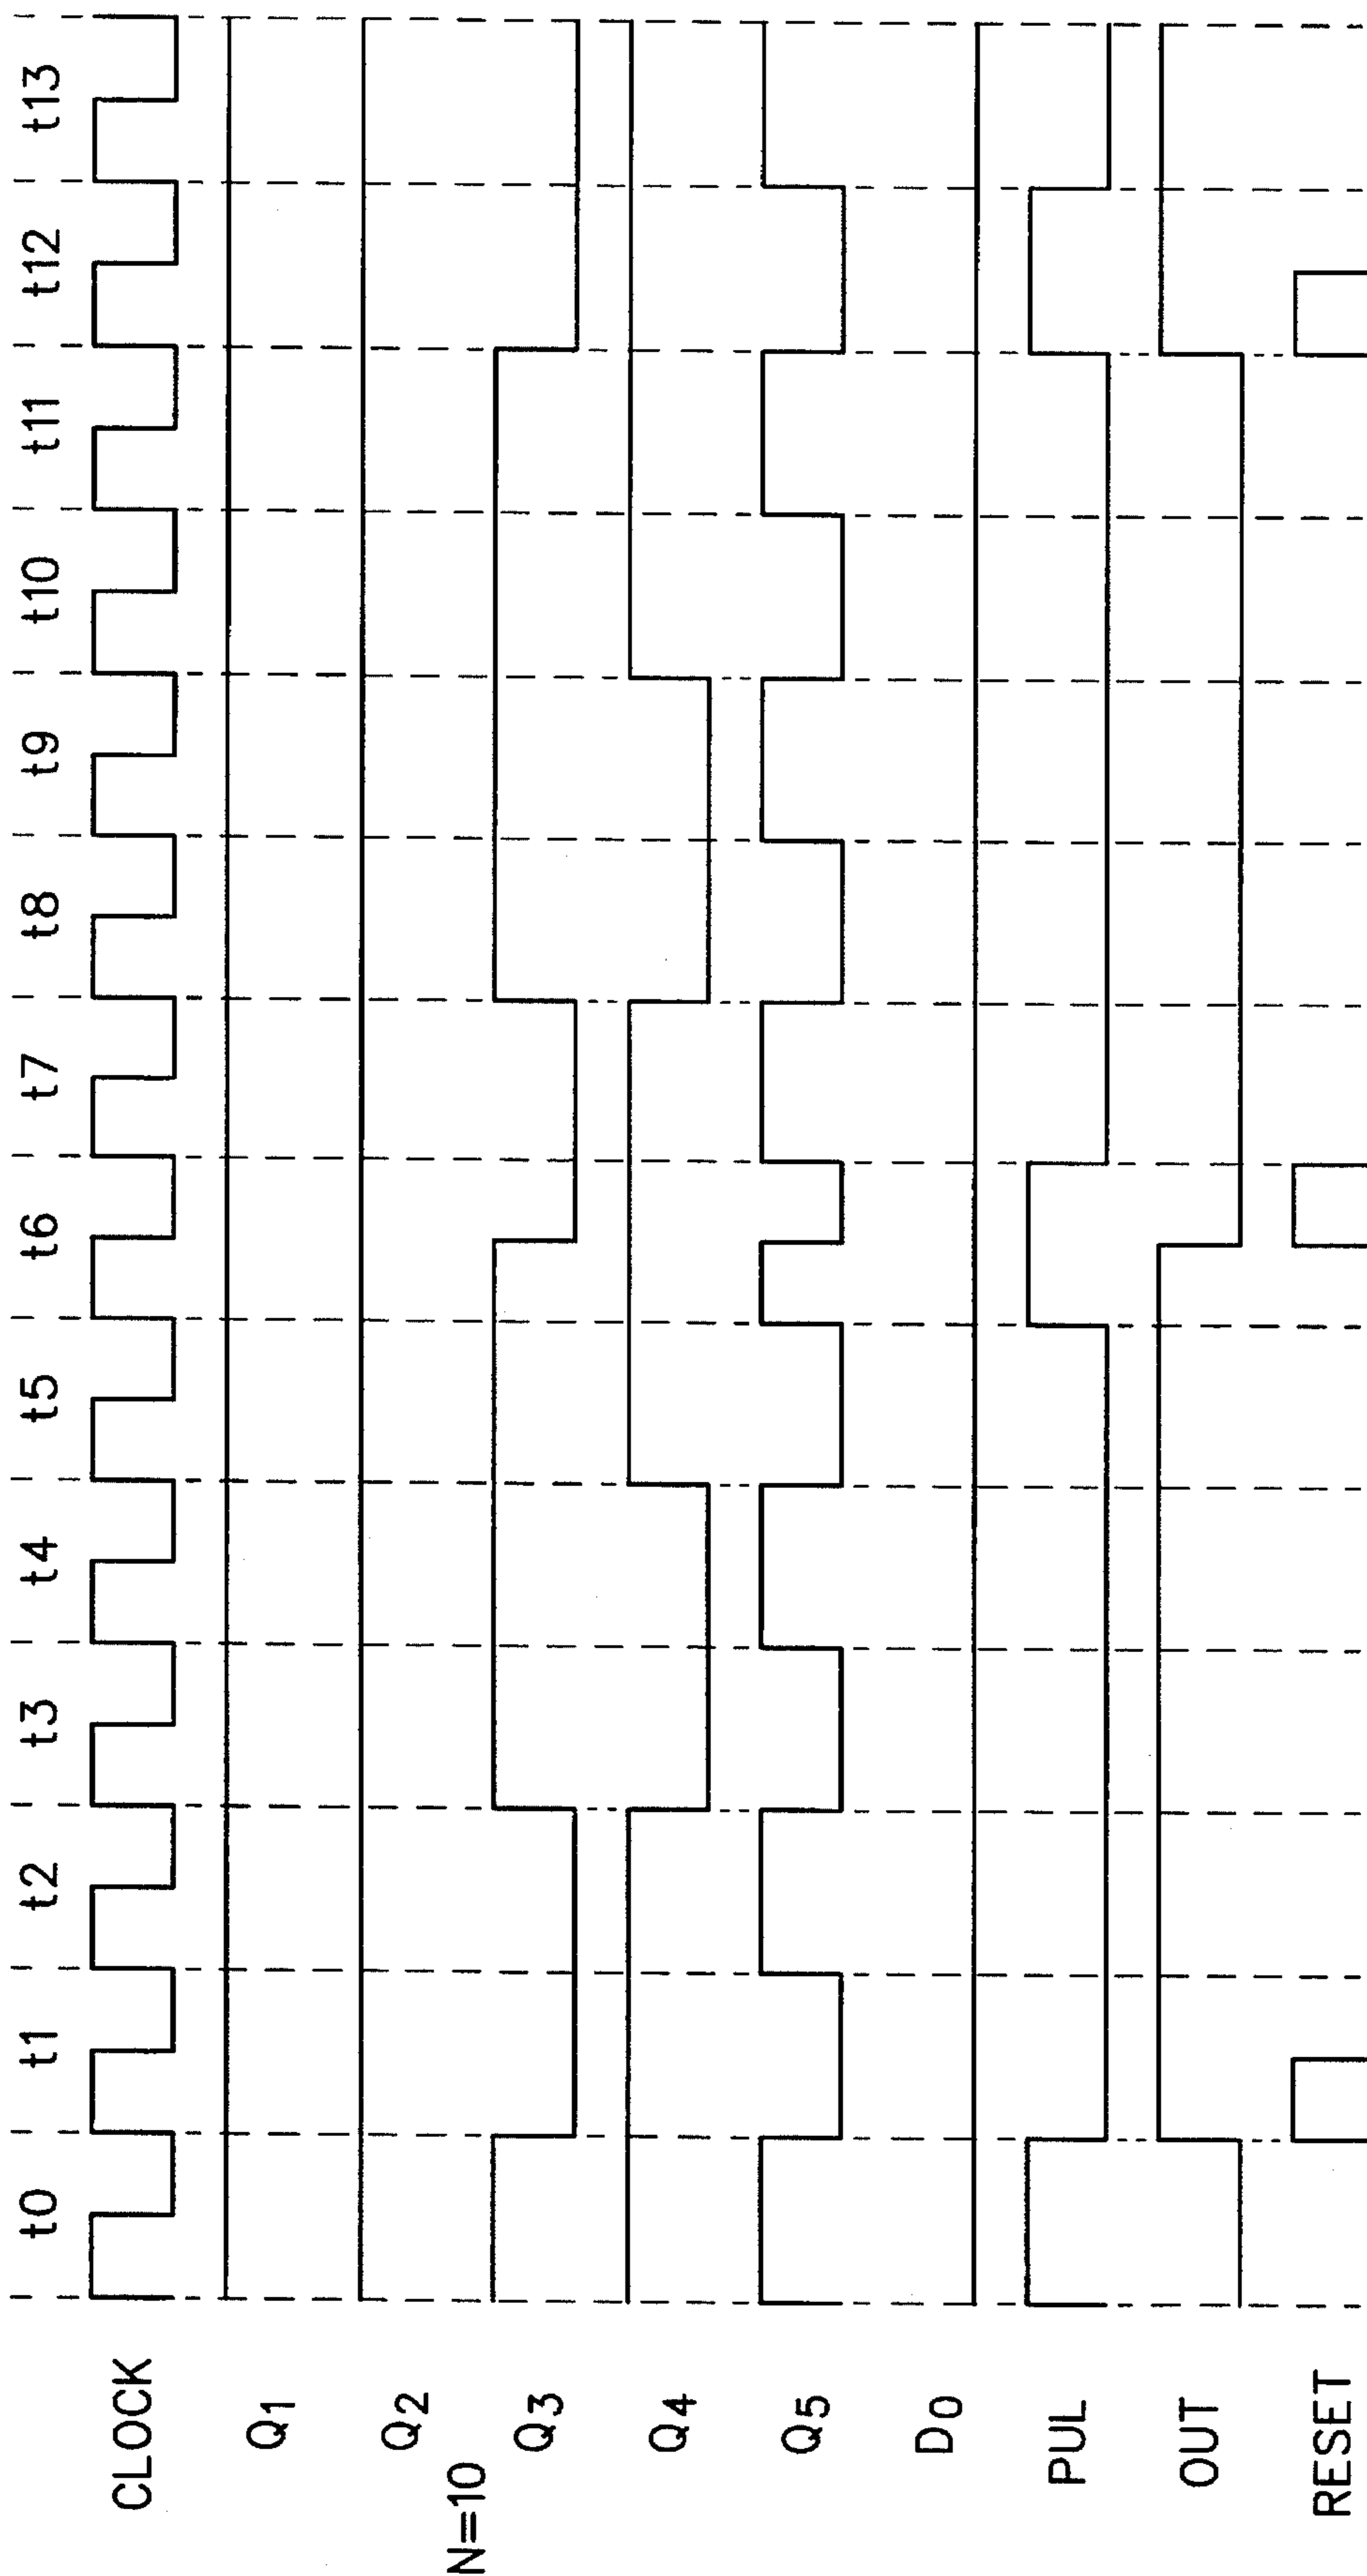 t0 t1 t2 t3 t4 t5 t6 t7 t8 t9 t10 t11 t12 t13
CLOCK
Q1
Q2
N=10
Q3
Q4
Q5
D0
PUL
OUT
RESET